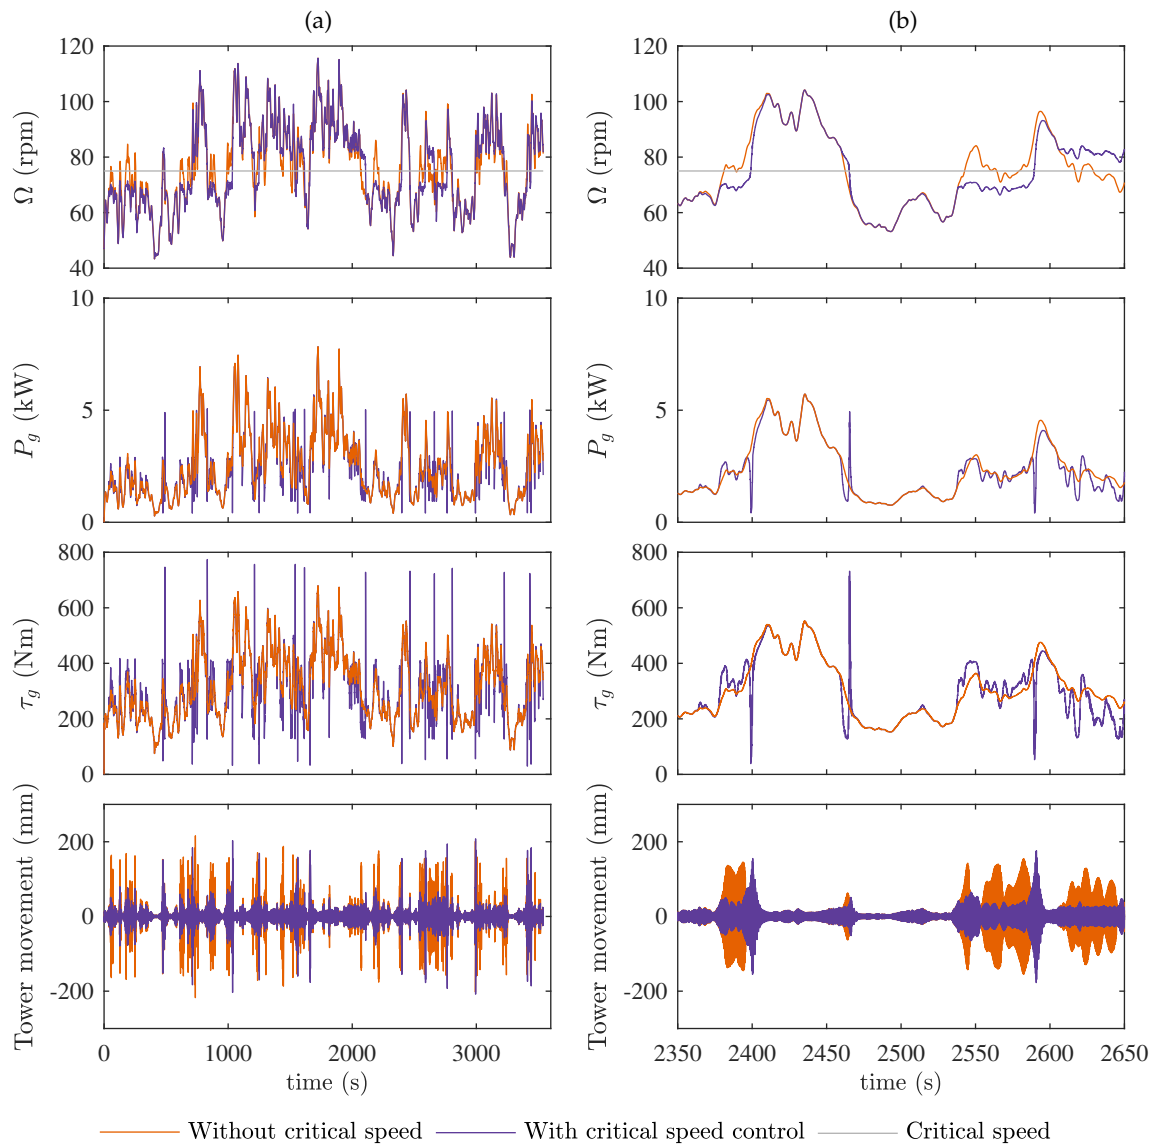 (a)
(b)
120
100
80
60
40
Ω (rpm)
120
100
80
60
40
Ω (rpm)
10
5
0
P_g (kW)
10
5
0
P_g (kW)
800
600
400
200
0
τ_g (Nm)
800
600
400
200
0
τ_g (Nm)
200
0
-200
Tower movement (mm)
200
0
-200
Tower movement (mm)
0 1000 2000 3000
2350 2400 2450 2500 2550 2600 2650
time (s)
time (s)
Without critical speed With critical speed control Critical speed